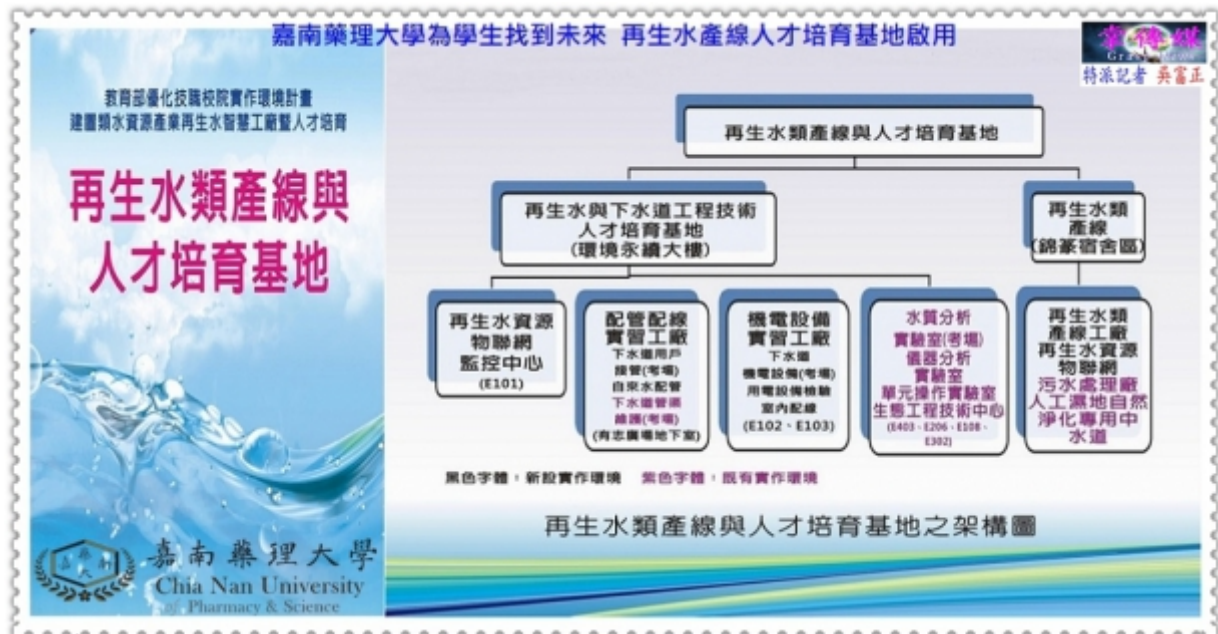 嘉南藥理大學為學生找到未來 再生水產線人才培育基地啟用
特派記者 吳富正
教育部優化技職校院實作環境計畫
建置類水資源產業再生水智慧工廠暨人才培育
再生水類產線與
人才培育基地
嘉南藥理大學
Chia Nan University
of Pharmacy & Science
再生水類產線與人才培育基地
再生水與下水道工程技術
人才培育基地
(環境永續大樓)
再生水類
產線
(錦篆宿舍區)
再生水資源
物聯網
監控中心
(E101)
配管配線
實習工廠
下水道用戶
接管(考場)
自來水配管
下水道管渠
維護(考場)
(有志廣場地下室)
機電設備
實習工廠
下水道
機電設備(考場)
用電設備檢驗
室內配線
(E102、E103)
水質分析
實驗室(考場)
儀器分析
實驗室
單元操作實驗室
生態工程技術中心
(E403、E206、E108、
E302)
再生水類
產線工廠
再生水資源
物聯網
污水處理廠
人工濕地自然
淨化專用中
水道
黑色字體：新設實作環境 紫色字體：既有實作環境
再生水類產線與人才培育基地之架構圖